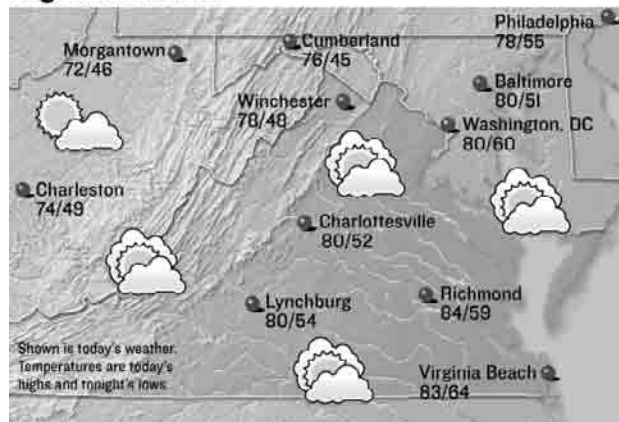 Philadelphia
78/55
Morgantown
72/46
Cumberland
76/45
Baltimore
80/51
Winchester
78/48
Washington, DC
80/60
Charleston
74/49
Charlottesville
80/52
Lynchburg
80/54
Richmond
84/59
Shown is today's weather.
Temperatures are today's
highs and tonight's lows.
Virginia Beach
83/64